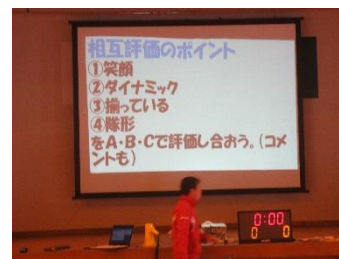 相互評価のポイント
①笑顔
②ダイナミック
③揃っている
④隊形
をA・B・Cで評価し合おう。(コメ
ントも)
0:00
0 0